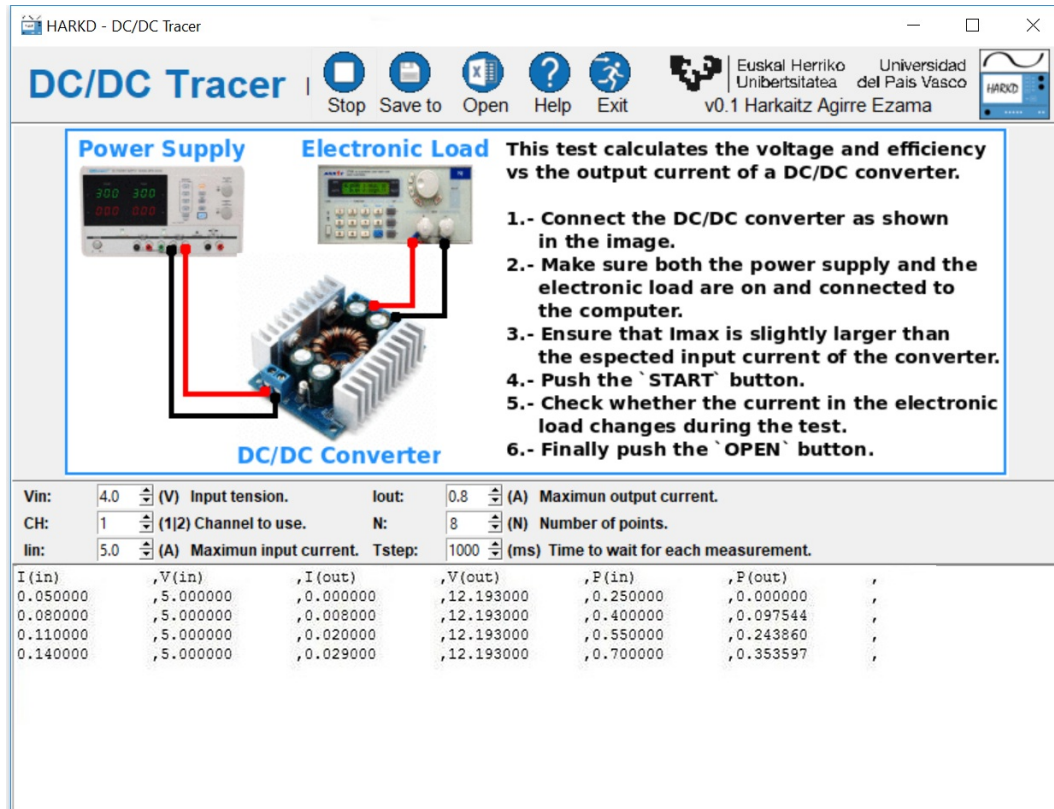 HARKD - DC/DC Tracer
DC/DC Tracer
Stop Save to Open Help Exit
Euskal Herriko Universidad
Unibertsitatea del Pais Vasco
v0.1 Harkaitz Agirre Ezama
HARKD
Power Supply Electronic Load
This test calculates the voltage and efficiency
vs the output current of a DC/DC converter.
1.- Connect the DC/DC converter as shown
in the image.
2.- Make sure both the power supply and the
electronic load are on and connected to
the computer.
3.- Ensure that Imax is slightly larger than
the espected input current of the converter.
4.- Push the `START` button.
5.- Check whether the current in the electronic
load changes during the test.
6.- Finally push the `OPEN` button.
300 300
000 000
DC/DC Converter
Vin: 4.0 (V) Input tension. Iout: 0.8 (A) Maximun output current.
CH: 1 (1|2) Channel to use. N: 8 (N) Number of points.
Iin: 5.0 (A) Maximun input current. Tstep: 1000 (ms) Time to wait for each measurement.
I(in) ,V(in) ,I(out) ,V(out) ,P(in) ,P(out) ,
0.050000 ,5.000000 ,0.000000 ,12.193000 ,0.250000 ,0.000000 ,
0.080000 ,5.000000 ,0.008000 ,12.193000 ,0.400000 ,0.097544 ,
0.110000 ,5.000000 ,0.020000 ,12.193000 ,0.550000 ,0.243860 ,
0.140000 ,5.000000 ,0.029000 ,12.193000 ,0.700000 ,0.353597 ,